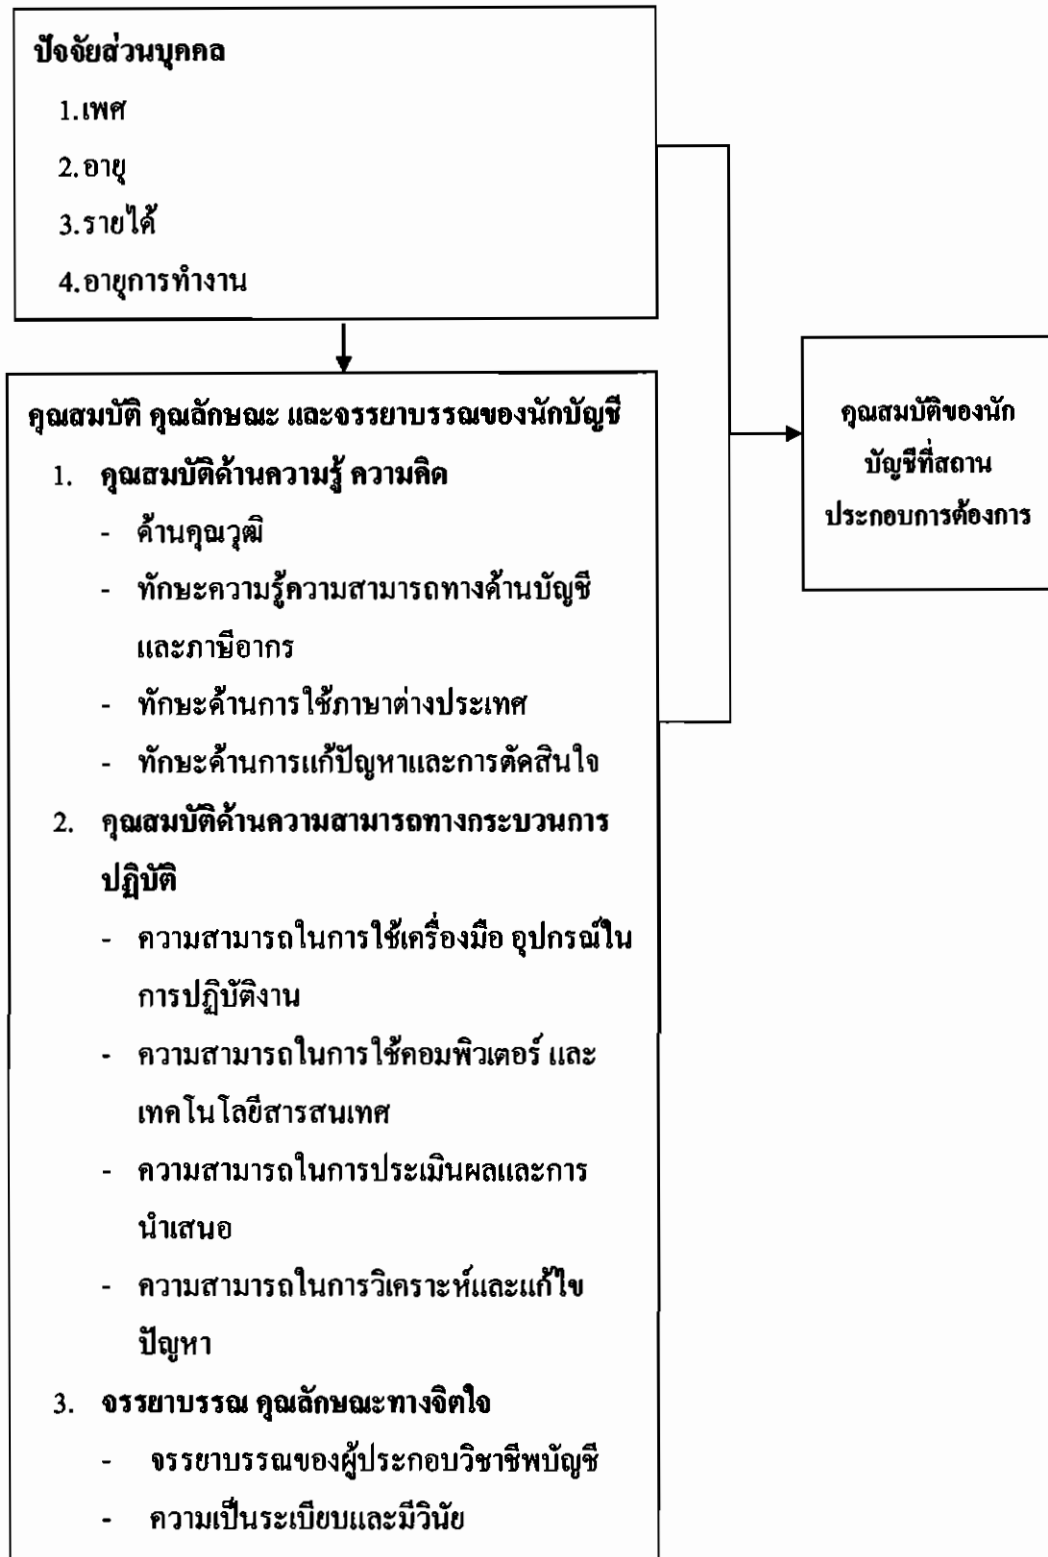 ปัจจัยส่วนบุคคล
1.เพศ
2.อายุ
3.รายได้
4.อายุการทำงาน
คุณสมบัติ คุณลักษณะ และจรรยาบรรณของนักบัญชี
1. คุณสมบัติด้านความรู้ ความคิด
- ด้านคุณวุฒิ
- ทักษะความรู้ความสามารถทางด้านบัญชี
และภาษีอากร
- ทักษะด้านการใช้ภาษาต่างประเทศ
- ทักษะด้านการแก้ปัญหาและการตัดสินใจ
2. คุณสมบัติด้านความสามารถทางกระบวนการ
ปฏิบัติ
- ความสามารถในการใช้เครื่องมือ อุปกรณ์ใน
การปฏิบัติงาน
- ความสามารถในการใช้คอมพิวเตอร์ และ
เทคโนโลยีสารสนเทศ
- ความสามารถในการประเมินผลและการ
นำเสนอ
- ความสามารถในการวิเคราะห์และแก้ไข
ปัญหา
3. จรรยาบรรณ คุณลักษณะทางจิตใจ
- จรรยาบรรณของผู้ประกอบวิชาชีพบัญชี
- ความเป็นระเบียบและมีวินัย
คุณสมบัติของนัก
บัญชีที่สถาน
ประกอบการต้องการ